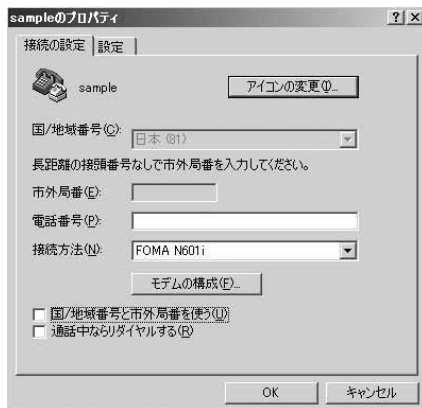 sampleのプロパティ
接続の設定 設定
sample
アイコンの変更(I)...
国/地域番号(C):
日本 (81)
長距離の接頭番号なしで市外局番を入力してください。
市外局番(E):
電話番号(P):
接続方法(N):
FOMA N601i
モデムの構成(F)...
国/地域番号と市外局番を使う(U)
通話中ならリダイヤルする(R)
OK キャンセル